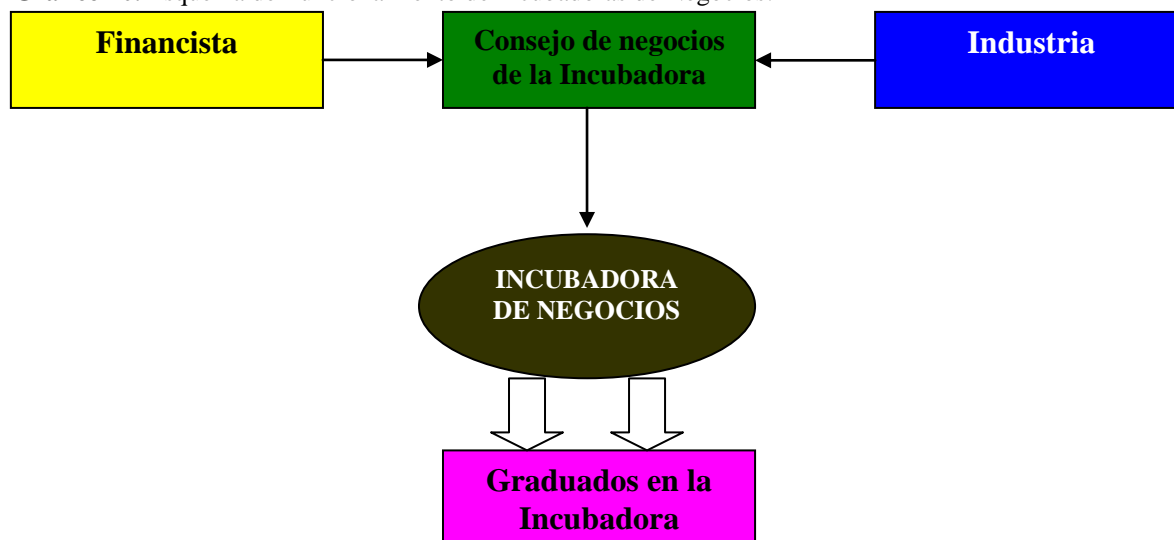 Financista
Consejo de negocios
de la Incubadora
Industria
INCUBADORA
DE NEGOCIOS
Graduados en la
Incubadora